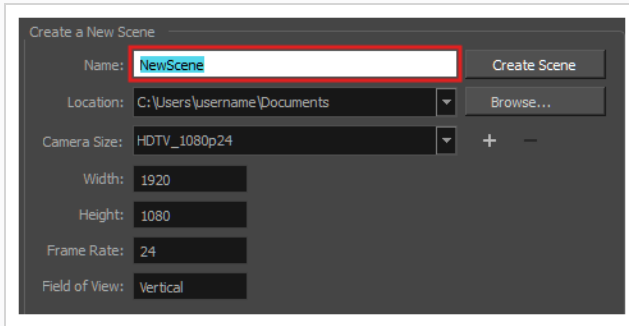 Create a New Scene
Name: NewScene Create Scene
Location: C:\Users\username\Documents Browse...
Camera Size: HDTV_1080p24
Width: 1920
Height: 1080
Frame Rate: 24
Field of View: Vertical